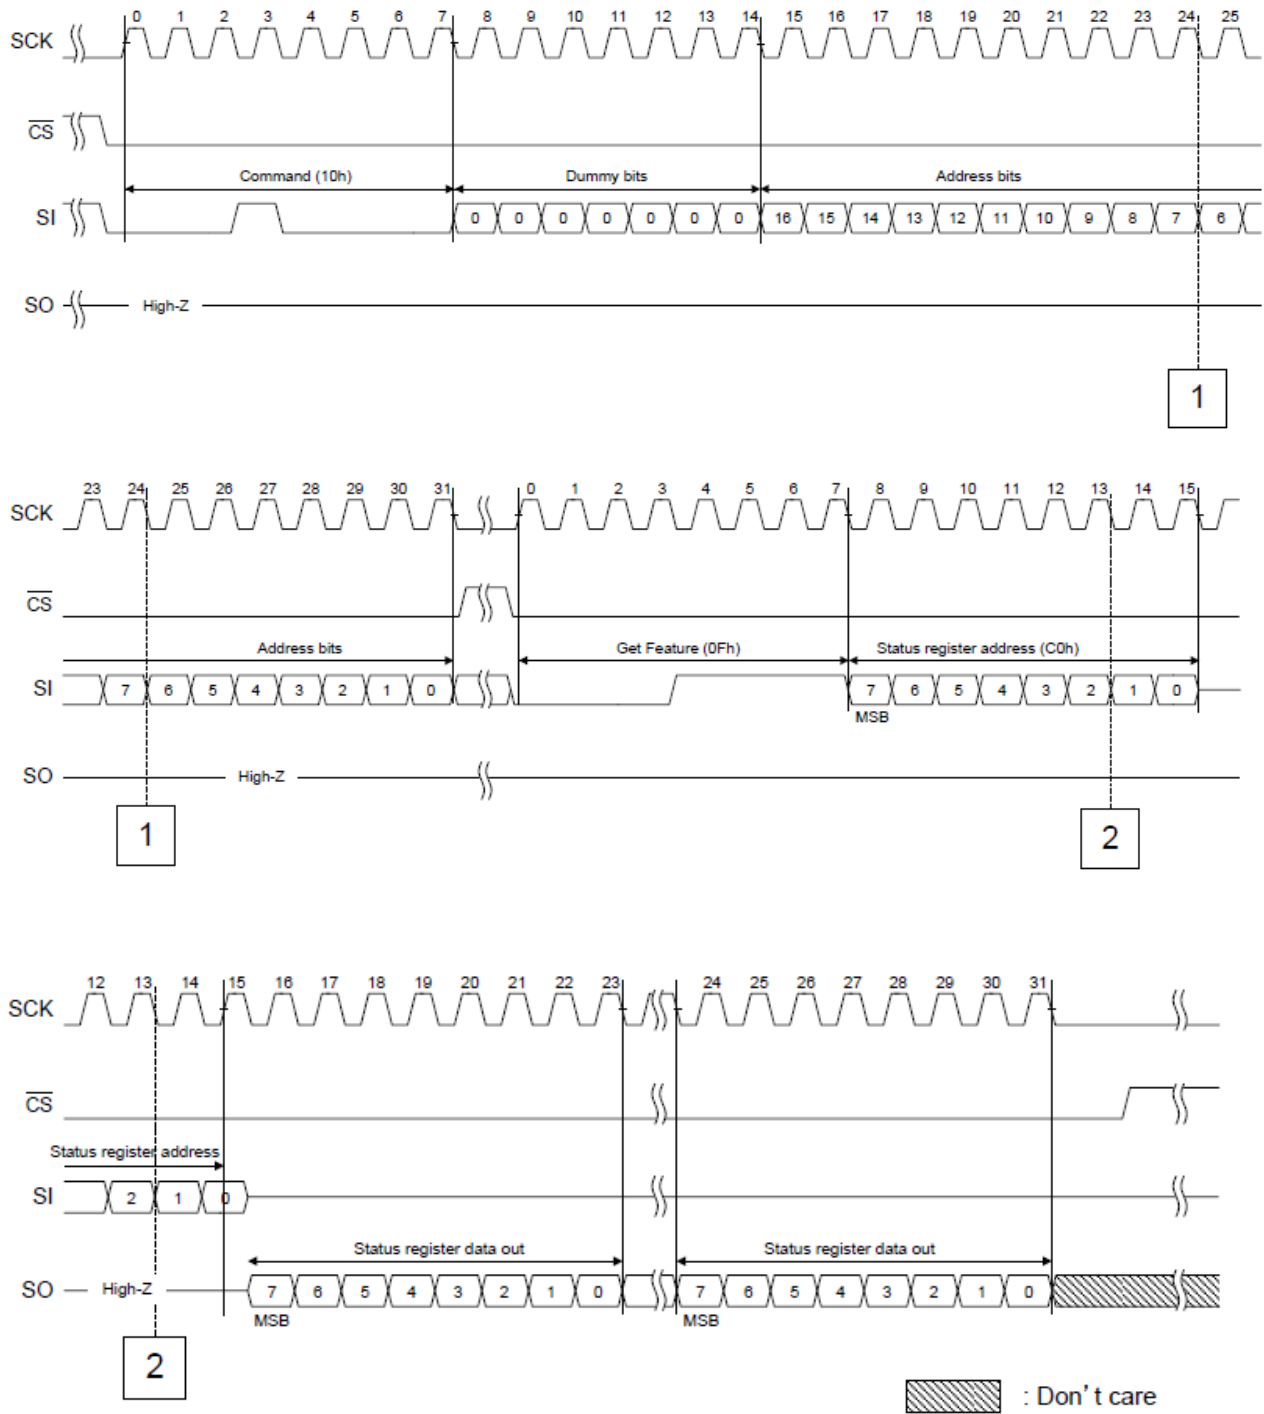 0 1 2 3 4 5 6 7 8 9 10 11 12 13 14 15 16 17 18 19 20 21 22 23 24 25
SCK
CS
Command (10h) Dummy bits Address bits
SI 0 0 0 0 0 0 0 16 15 14 13 12 11 10 9 8 7 6
SO High-Z
1
23 24 25 26 27 28 29 30 31 0 1 2 3 4 5 6 7 8 9 10 11 12 13 14 15
SCK
CS
Address bits Get Feature (0Fh) Status register address (C0h)
SI 7 6 5 4 3 2 1 0 7 6 5 4 3 2 1 0
MSB
SO High-Z
1 2
12 13 14 15 16 17 18 19 20 21 22 23 24 25 26 27 28 29 30 31
SCK
CS
Status register address
SI 2 1 0
Status register data out Status register data out
SO High-Z 7 6 5 4 3 2 1 0 7 6 5 4 3 2 1 0
MSB MSB
2
: Don't care